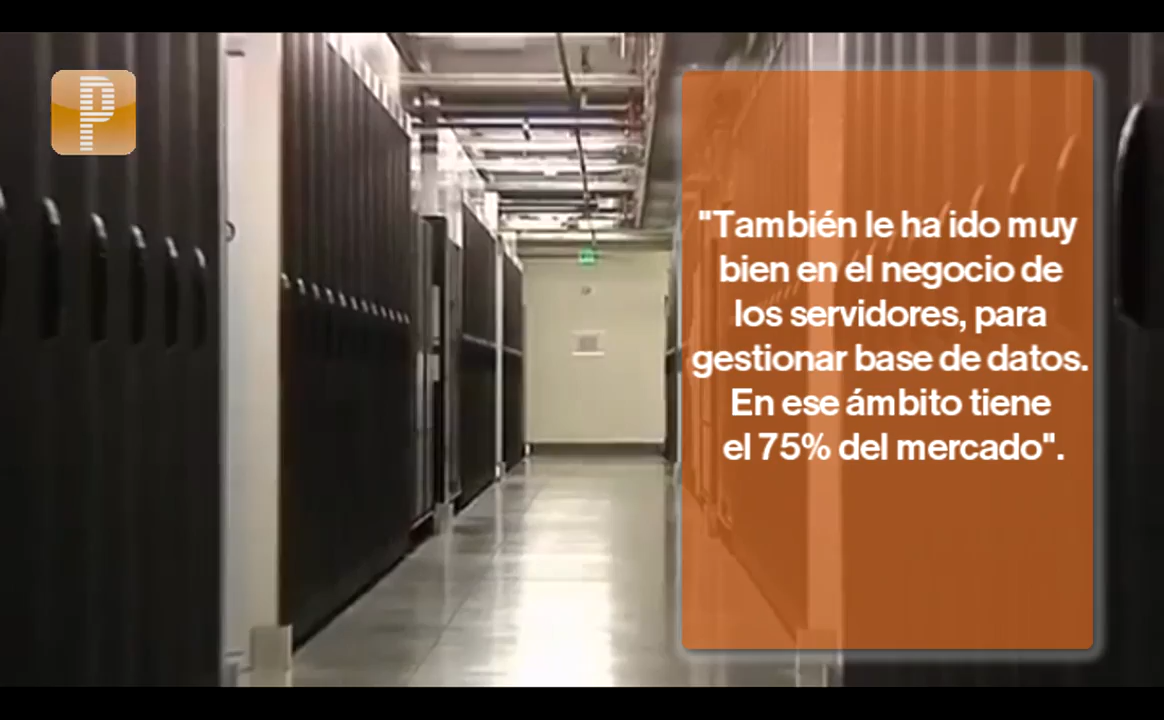 P
"También le ha ido muy
bien en el negocio de
los servidores, para
gestionar base de datos.
En ese ámbito tiene
el 75% del mercado".